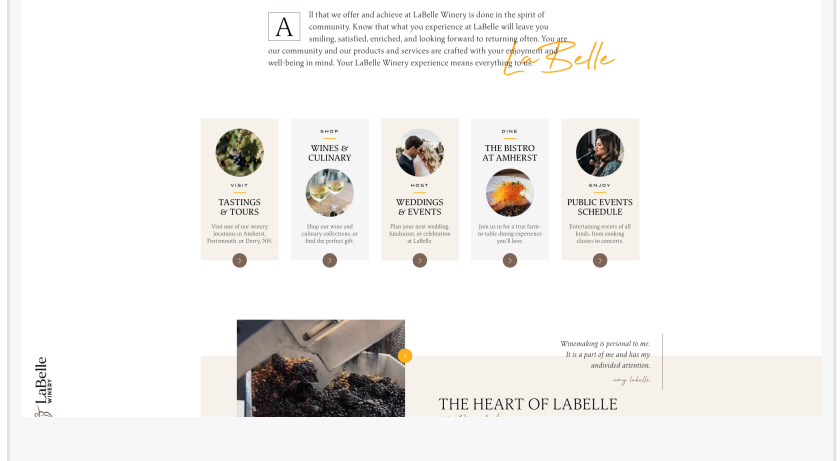 A
ll that we offer and achieve at LaBelle Winery is done in the spirit of
community. Know that what you experience at LaBelle will leave you
smiling, satisfied, enriched, and looking forward to returning often. You are
our community and our products and services are crafted with your enjoyment and
well-being in mind. Your LaBelle Winery experience means everything to us.
LaBelle
VISIT
TASTINGS
& TOURS
Visit one of our winery
locations in Amherst,
Portsmouth, or Derry, NH.
SHOP
WINES &
CULINARY
Shop our wine and
culinary collections, or
find the perfect gift.
HOST
WEDDINGS
& EVENTS
Plan your next wedding,
fundraiser, or celebration
at LaBelle.
DINE
THE BISTRO
AT AMHERST
Join us in for a true farm-
to-table dining experience
you'll love.
ENJOY
PUBLIC EVENTS
SCHEDULE
Entertaining events of all
kinds, from cooking
classes to concerts.
Winemaking is personal to me.
It is a part of me and has my
undivided attention.
amy labelle
THE HEART OF LABELLE
LaBelle
WINERY